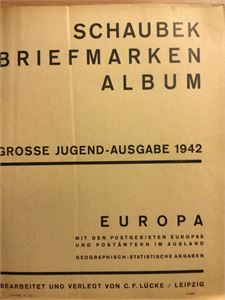 SCHAUBEK
BRIEFMARKEN
ALBUM
GROSSE JUGEND-AUSGABE 1942
EUROPA
MIT DEN POSTGEBIETEN EUROPAS
UND POSTÄMTERN IM AUSLAND
GEOGRAPHISCH-STATISTISCHE ANGABEN
BEARBEITET UND VERLEGT VON C. F. LÜCKE / LEIPZIG